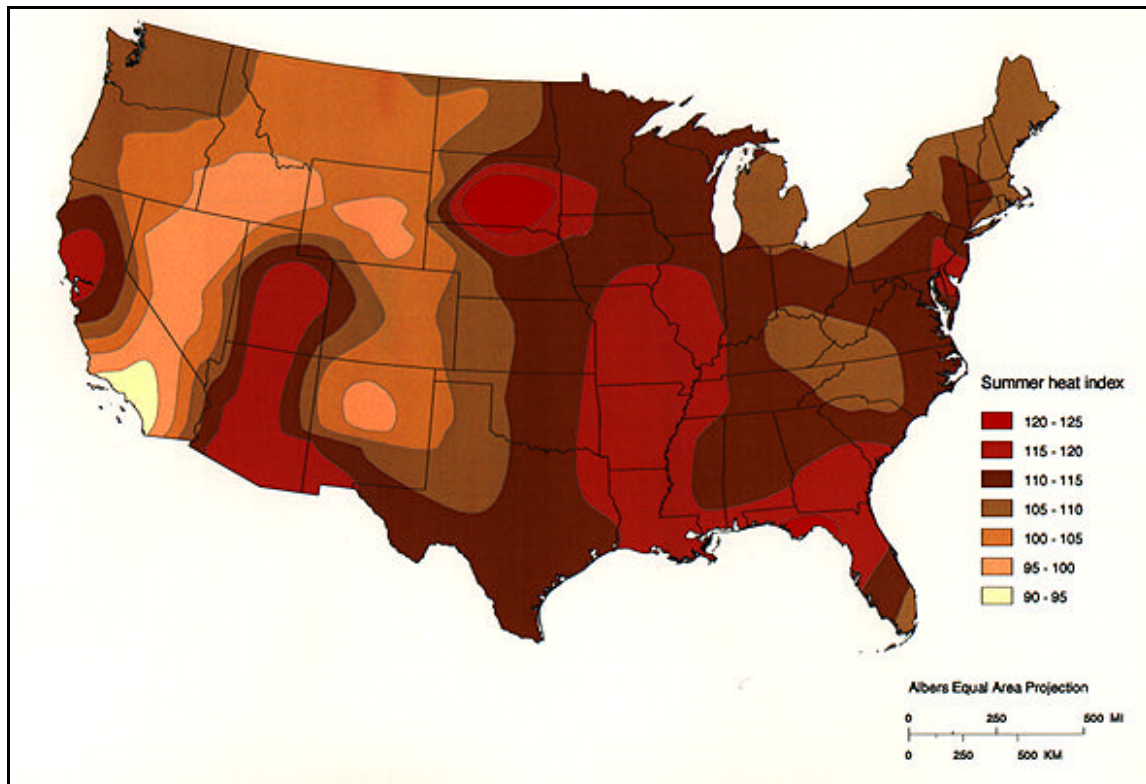 Summer heat index
120 - 125
115 - 120
110 - 115
105 - 110
100 - 105
95 - 100
90 - 95
Albers Equal Area Projection
0 250 500 MI
0 250 500 KM